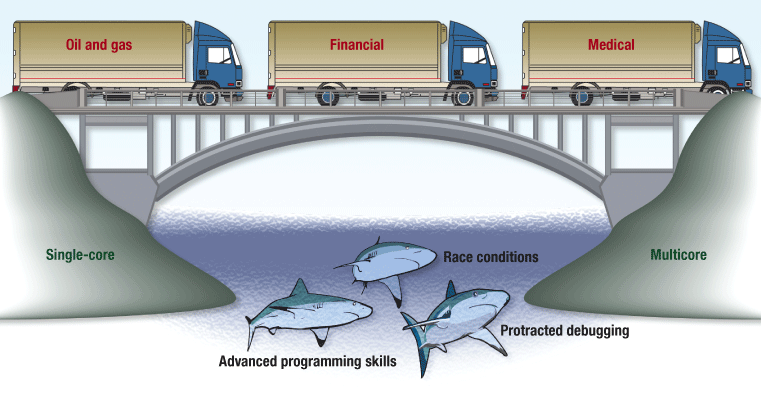 Oil and gas
Financial
Medical
Single-core
Race conditions
Multicore
Protracted debugging
Advanced programming skills